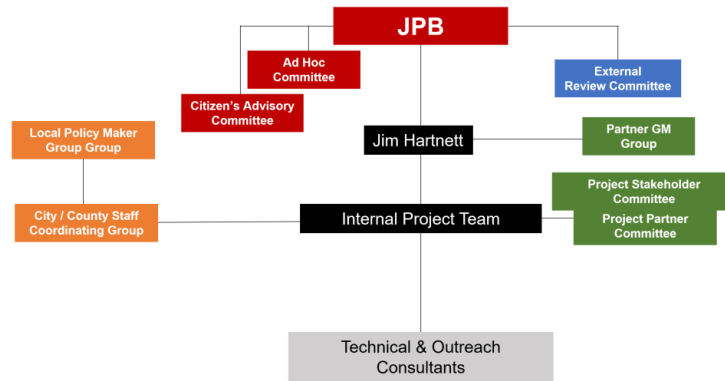 JPB
Ad Hoc
Committee
External
Review Committee
Citizen's Advisory
Committee
Local Policy Maker
Group Group
Jim Hartnett
Partner GM
Group
Project Stakeholder
Committee
City / County Staff
Coordinating Group
Internal Project Team
Project Partner
Committee
Technical & Outreach
Consultants